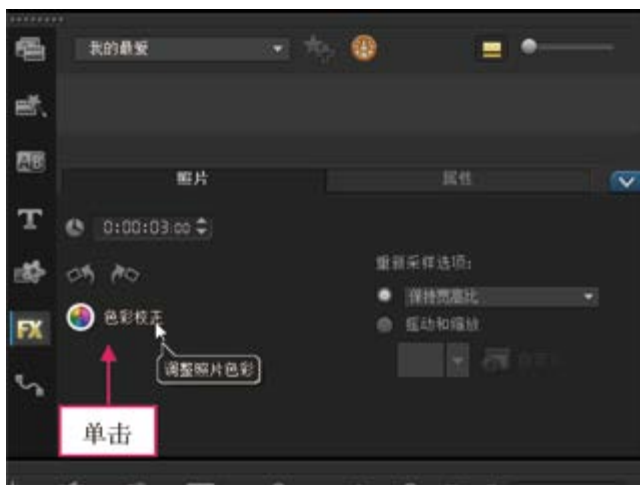 我的最爱
AB
照片
属性
T
0:00:03:00
重新采样选项:
保持宽高比
色彩校正
摇动和缩放
FX
调整照片色彩
单击